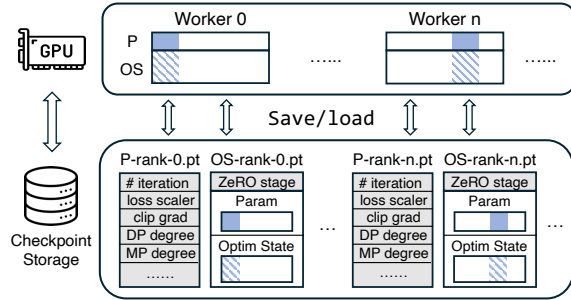 Worker 0
Worker n
GPU
P
OS
......
......
Save/load
P-rank-0.pt
OS-rank-0.pt
P-rank-n.pt
OS-rank-n.pt
# iteration
loss scaler
clip grad
DP degree
MP degree
......
ZeRO stage
Param
Optim State
...
# iteration
loss scaler
clip grad
DP degree
MP degree
......
ZeRO stage
Param
Optim State
...
Checkpoint
Storage